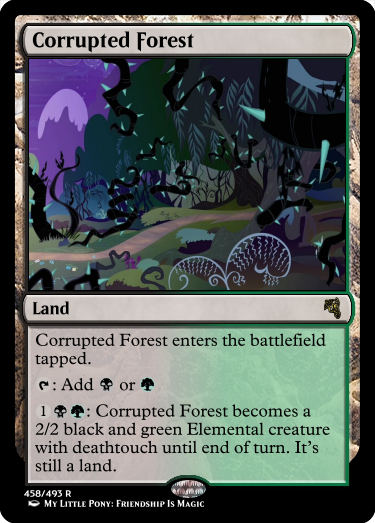 Corrupted Forest
Land
Corrupted Forest enters the battlefield
tapped.
: Add or
1 : Corrupted Forest becomes a
2/2 black and green Elemental creature
with deathtouch until end of turn. It's
still a land.
458/493 R
My Little Pony: Friendship Is Magic